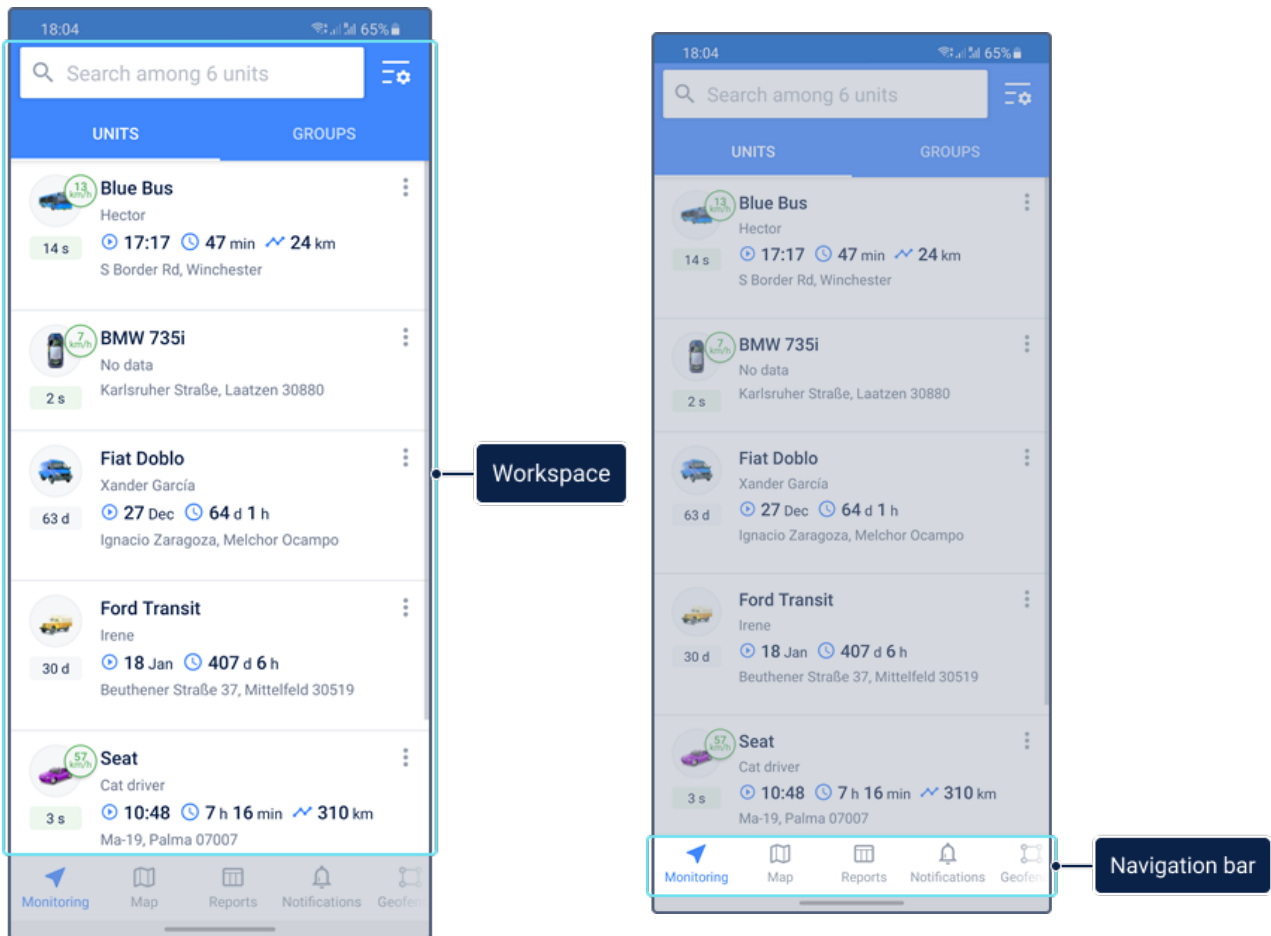 18:04 65%
Search among 6 units
UNITS GROUPS
13 km/h
Blue Bus
Hector
14 s
17:17 47 min 24 km
S Border Rd, Winchester
7 km/h
BMW 735i
No data
2 s
Karlsruher Straße, Laatzen 30880
Fiat Doblo
Xander García
63 d
27 Dec 64 d 1 h
Ignacio Zaragoza, Melchor Ocampo
Ford Transit
Irene
30 d
18 Jan 407 d 6 h
Beuthener Straße 37, Mittelfeld 30519
57 km/h
Seat
Cat driver
3 s
10:48 7 h 16 min 310 km
Ma-19, Palma 07007
Monitoring Map Reports Notifications Geofen
Workspace
18:04 65%
Search among 6 units
UNITS GROUPS
13 km/h
Blue Bus
Hector
14 s
17:17 47 min 24 km
S Border Rd, Winchester
7 km/h
BMW 735i
No data
2 s
Karlsruher Straße, Laatzen 30880
Fiat Doblo
Xander García
63 d
27 Dec 64 d 1 h
Ignacio Zaragoza, Melchor Ocampo
Ford Transit
Irene
30 d
18 Jan 407 d 6 h
Beuthener Straße 37, Mittelfeld 30519
57 km/h
Seat
Cat driver
3 s
10:48 7 h 16 min 310 km
Ma-19, Palma 07007
Monitoring Map Reports Notifications Geofen
Navigation bar